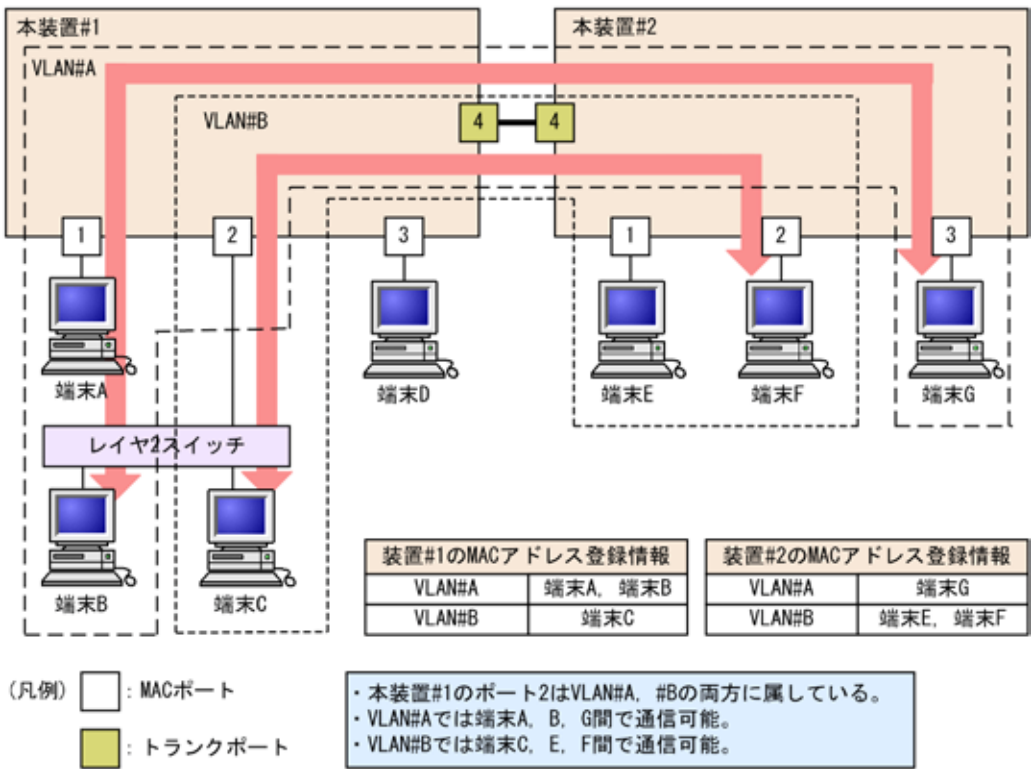 本装置#1
本装置#2
VLAN#A
VLAN#B
4
4
1
2
3
1
2
3
端末A
端末D
端末E
端末F
端末G
レイヤ2スイッチ
端末B
端末C
装置#1のMACアドレス登録情報
VLAN#A 端末A, 端末B
VLAN#B 端末C
装置#2のMACアドレス登録情報
VLAN#A 端末G
VLAN#B 端末E, 端末F
(凡例)
: MACポート
: トランクポート
・本装置#1のポート2はVLAN#A, #Bの両方に属している。
・VLAN#Aでは端末A, B, G間で通信可能。
・VLAN#Bでは端末C, E, F間で通信可能。